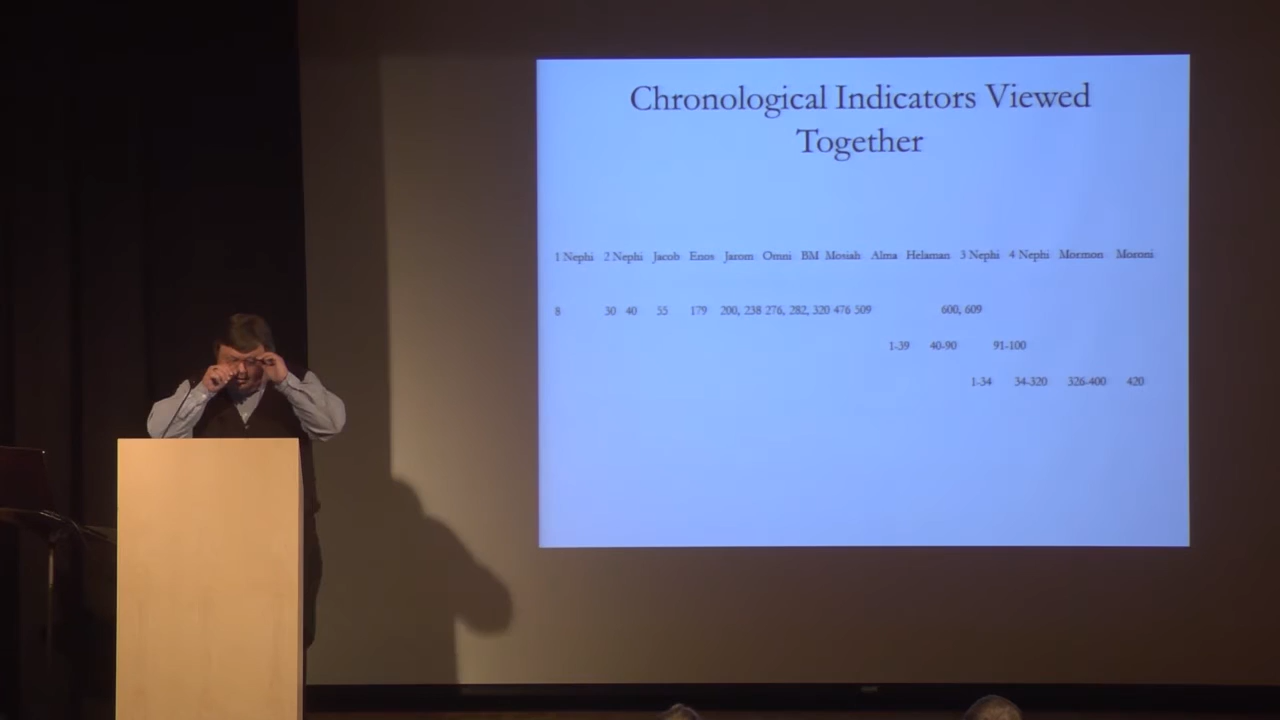 Chronological Indicators Viewed
Together
1 Nephi 2 Nephi Jacob Enos Jarom Omni BM Mosiah Alma Helaman 3 Nephi 4 Nephi Mormon Moroni
8 30 40 55 179 200, 238 276, 282, 320 476 509 600, 609
1-39 40-90 91-100
1-34 34-320 326-400 420